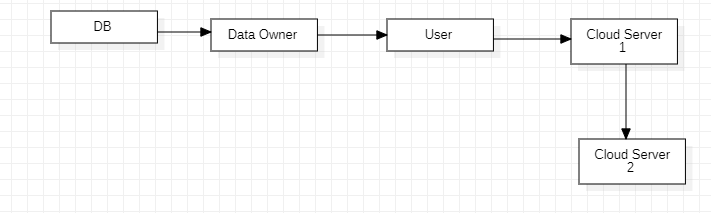 DB
Data Owner
User
Cloud Server
1
Cloud Server
2